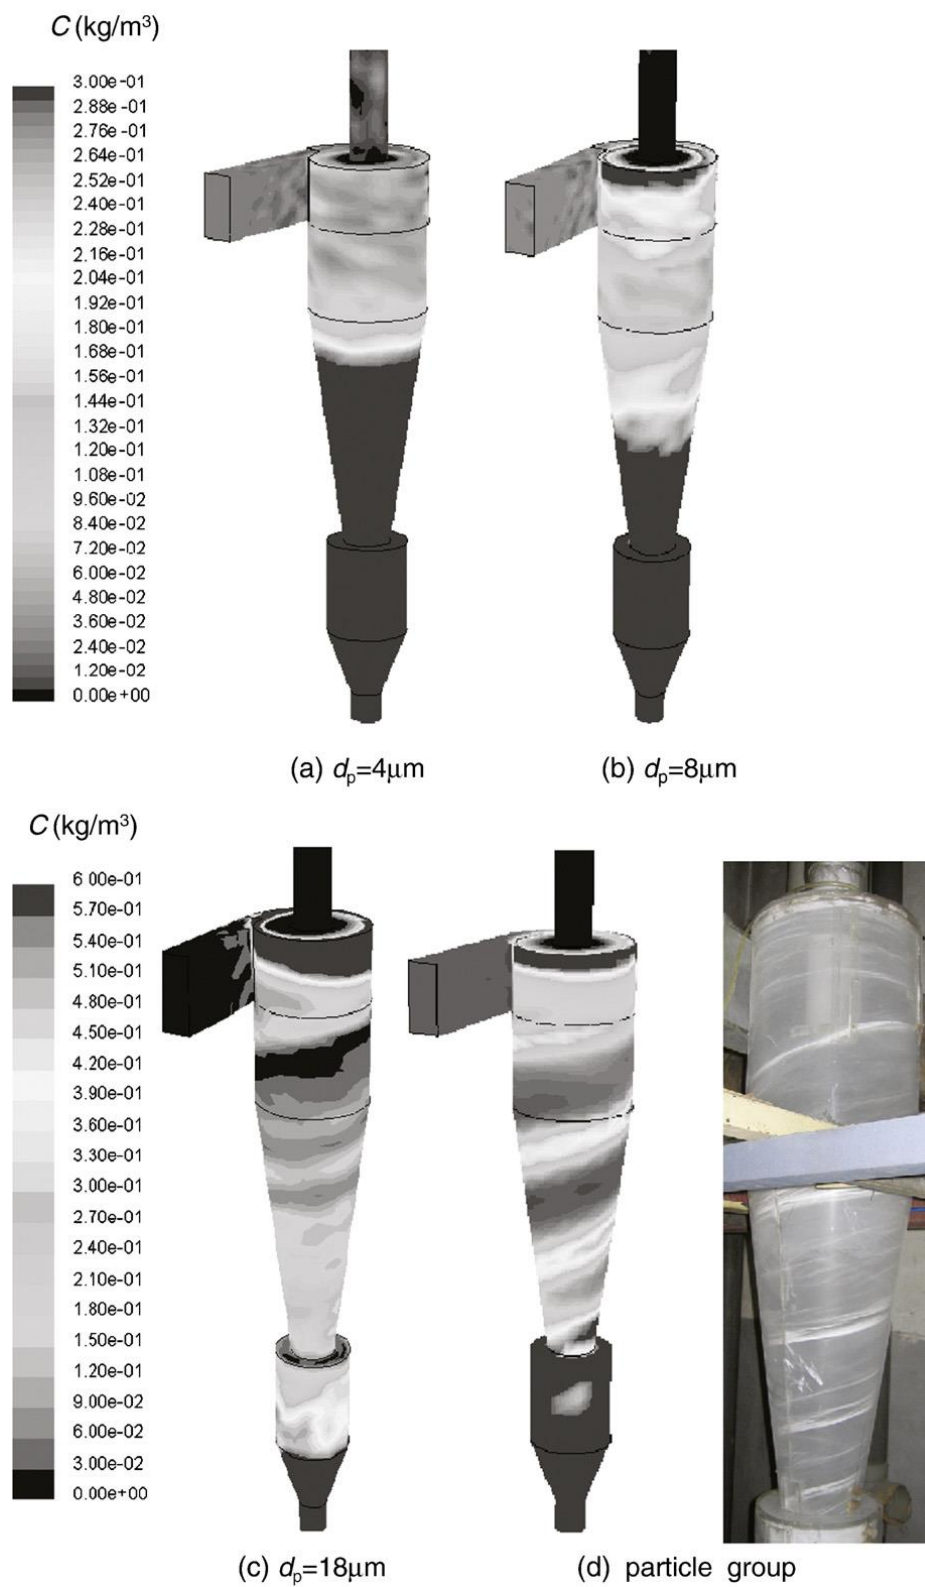 C (kg/m³)
3.00e-01
2.88e-01
2.76e-01
2.64e-01
2.52e-01
2.40e-01
2.28e-01
2.16e-01
2.04e-01
1.92e-01
1.80e-01
1.68e-01
1.56e-01
1.44e-01
1.32e-01
1.20e-01
1.08e-01
9.60e-02
8.40e-02
7.20e-02
6.00e-02
4.80e-02
3.60e-02
2.40e-02
1.20e-02
0.00e+00
(a) dₚ=4μm
(b) dₚ=8μm
C (kg/m³)
6 00e-01
5.70e-01
5.40e-01
5.10e-01
4.80e-01
4.50e-01
4.20e-01
3.90e-01
3.60e-01
3.30e-01
3.00e-01
2.70e-01
2.40e-01
2.10e-01
1.80e-01
1.50e-01
1.20e-01
9.00e-02
6.00e-02
3.00e-02
0.00e+00
(c) dₚ=18μm
(d) particle group